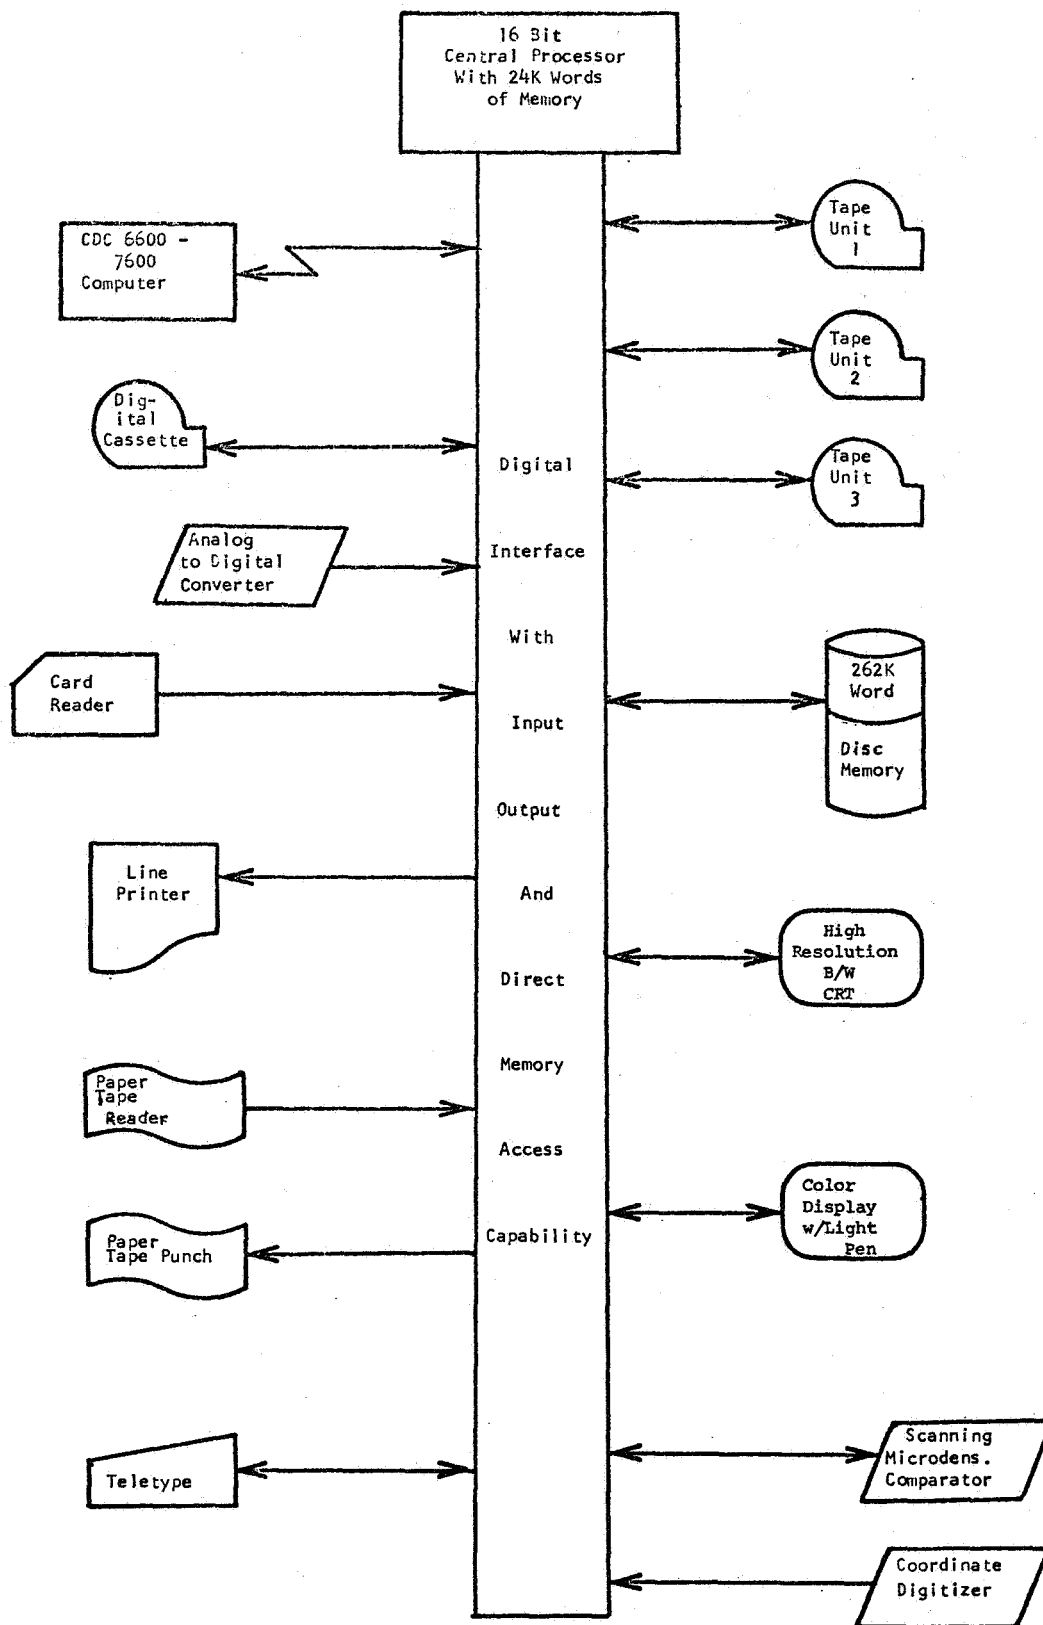 16 Bit
Central Processor
With 24K Words
of Memory
CDC 6600 -
7600
Computer
Dig-
ital
Cassette
Analog
to Digital
Converter
Card
Reader
Line
Printer
Paper
Tape
Reader
Paper
Tape Punch
Teletype
Digital
Interface
With
Input
Output
And
Direct
Memory
Access
Capability
Tape
Unit
1
Tape
Unit
2
Tape
Unit
3
262K
Word
Disc
Memory
High
Resolution
B/W
CRT
Color
Display
w/Light
Pen
Scanning
Microdens.
Comparator
Coordinate
Digitizer